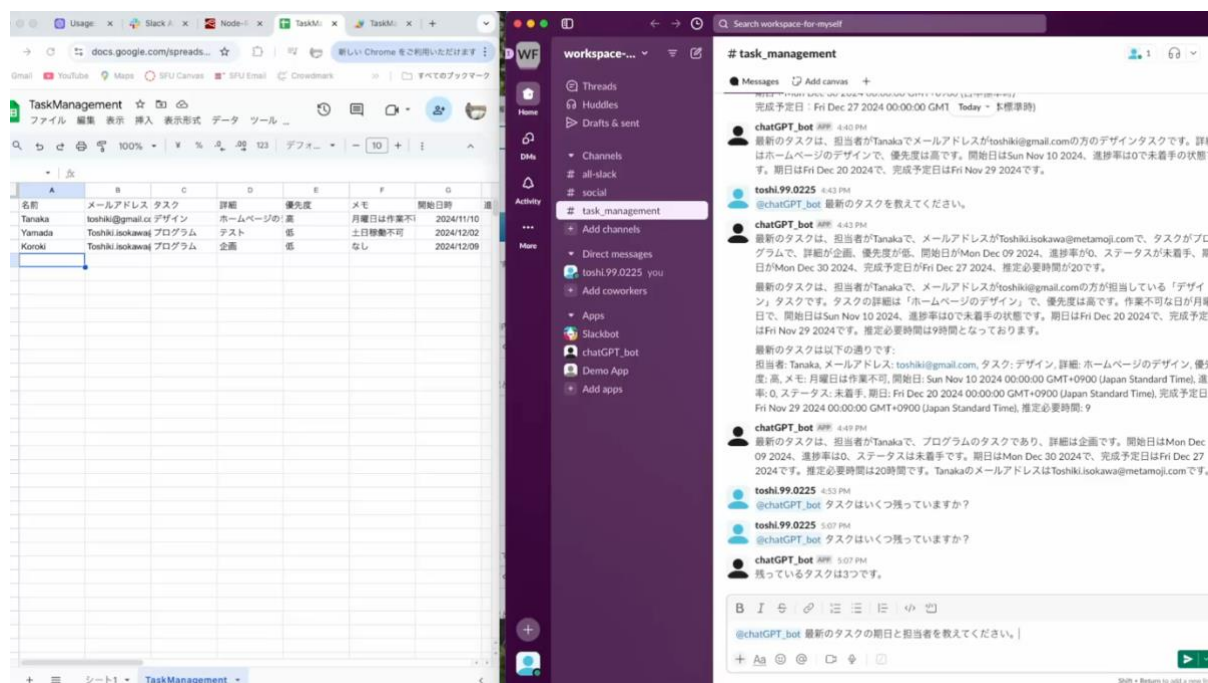 Usage:
Slack A
Node-F
TaskMa
TaskMa
docs.google.com/spreads...
新しい Chrome をご利用いただけます
Gmail
YouTube
Maps
SFU Canvas
SFU Email
Crowdmark
すべてのブックマーク
TaskManagement
ファイル 編集 表示 挿入 表示形式 データ ツール ...
100%
¥ % .0 .00 123 デフォ... 10
fx
A B C D E F G
名前 メールアドレス タスク 詳細 優先度 メモ 開始日時 進
Tanaka toshiki@gmail.cc デザイン ホームページの 高 月曜日は作業不可 2024/11/10
Yamada Toshiki.isokawa プログラム テスト 低 土日稼働不可 2024/12/02
Koroki Toshiki.isokawa プログラム 企画 低 なし 2024/12/09
シート1
TaskManagement
Search workspace-for-myself
WF
Home
DMs
Activity
More
workspace-...
Threads
Huddles
Drafts & sent
Channels
# all-slack
# social
# task_management
Add channels
Direct messages
toshi.99.0225 you
Add coworkers
Apps
Slackbot
chatGPT_bot
Demo App
Add apps
# task_management
1
Messages
Add canvas
完成予定日：Fri Dec 27 2024 00:00:00 GMT
Today
標準時)
chatGPT_bot APP 4:40 PM
最新のタスクは、担当者がTanakaでメールアドレスがtoshiki@gmail.comの方のデザインタスクです。詳細
はホームページのデザインで、優先度は高です。開始日はSun Nov 10 2024、進捗率は0で未着手の状態で
す。期日はFri Dec 20 2024で、完成予定日はFri Nov 29 2024です。
toshi.99.0225 4:43 PM
@chatGPT_bot 最新のタスクを教えてください。
chatGPT_bot APP 4:43 PM
最新のタスクは、担当者がTanakaで、メールアドレスがToshiki.isokawa@metamoji.comで、タスクがプロ
グラムで、詳細が企画、優先度が低、開始日がMon Dec 09 2024、進捗率が0、ステータスが未着手、期
日がMon Dec 30 2024、完成予定日がFri Dec 27 2024、推定必要時間が20です。
最新のタスクは、担当者がTanakaで、メールアドレスがtoshiki@gmail.comの方が担当している「デザイ
ン」タスクです。タスクの詳細は「ホームページのデザイン」で、優先度は高です。作業不可な日が月曜
日で、開始日はSun Nov 10 2024、進捗率は0で未着手の状態です。期日はFri Dec 20 2024で、完成予定
はFri Nov 29 2024です。推定必要時間は9時間となっております。
最新のタスクは以下の通りです:
担当者: Tanaka, メールアドレス: toshiki@gmail.com, タスク: デザイン, 詳細: ホームページのデザイン, 優先
度: 高, メモ: 月曜日は作業不可, 開始日: Sun Nov 10 2024 00:00:00 GMT+0900 (Japan Standard Time), 進
率: 0, ステータス: 未着手, 期日: Fri Dec 20 2024 00:00:00 GMT+0900 (Japan Standard Time), 完成予定日
Fri Nov 29 2024 00:00:00 GMT+0900 (Japan Standard Time), 推定必要時間: 9
chatGPT_bot APP 4:49 PM
最新のタスクは、担当者がTanakaで、プログラムのタスクであり、詳細は企画です。開始日はMon Dec
09 2024、進捗率は0、ステータスは未着手です。期日はMon Dec 30 2024で、完成予定日はFri Dec 27
2024です。推定必要時間は20時間です。TanakaのメールアドレスはToshiki.isokawa@metamoji.comです。
toshi.99.0225 4:53 PM
@chatGPT_bot タスクはいくつ残っていますか？
toshi.99.0225 5:07 PM
@chatGPT_bot タスクはいくつ残っていますか？
chatGPT_bot APP 5:07 PM
残っているタスクは3つです。
@chatGPT_bot 最新のタスクの期日と担当者を教えてください。
Shift + Return to add a new lin